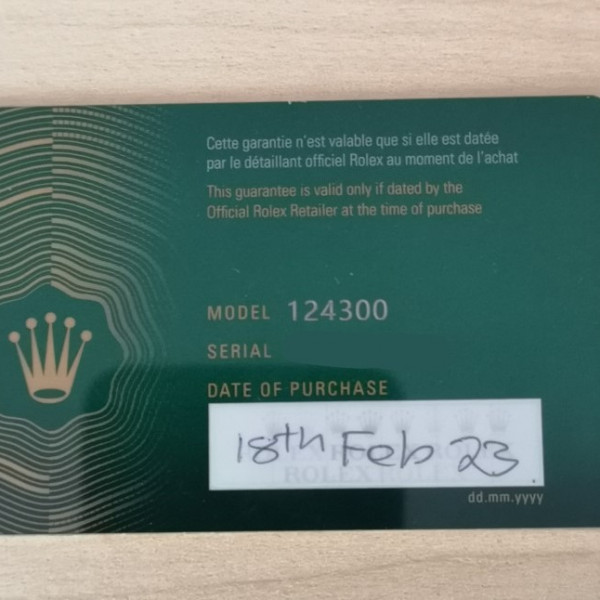 Cette garantie n'est valable que si elle est datée
par le détaillant officiel Rolex au moment de l'achat
This guarantee is valid only if dated by the
Official Rolex Retailer at the time of purchase
MODEL 124300
SERIAL
DATE OF PURCHASE
18th Feb 23
ROLEX
dd.mm.yyyy